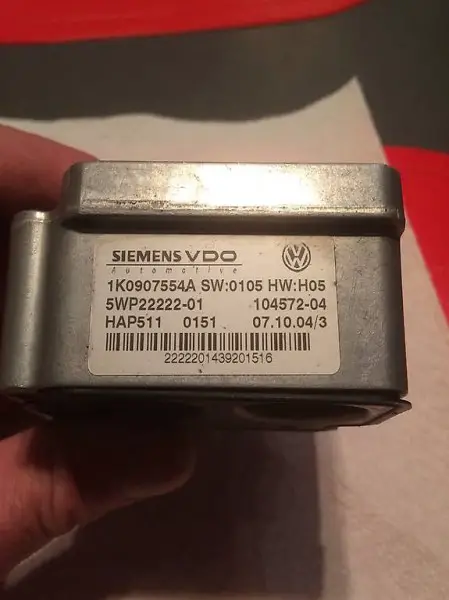 SIEMENS VDO
Automotive
1K0907554A SW:0105 HW:H05
5WP22222-01 104572-04
HAP511 0151 07.10.04/3
2222201439201516